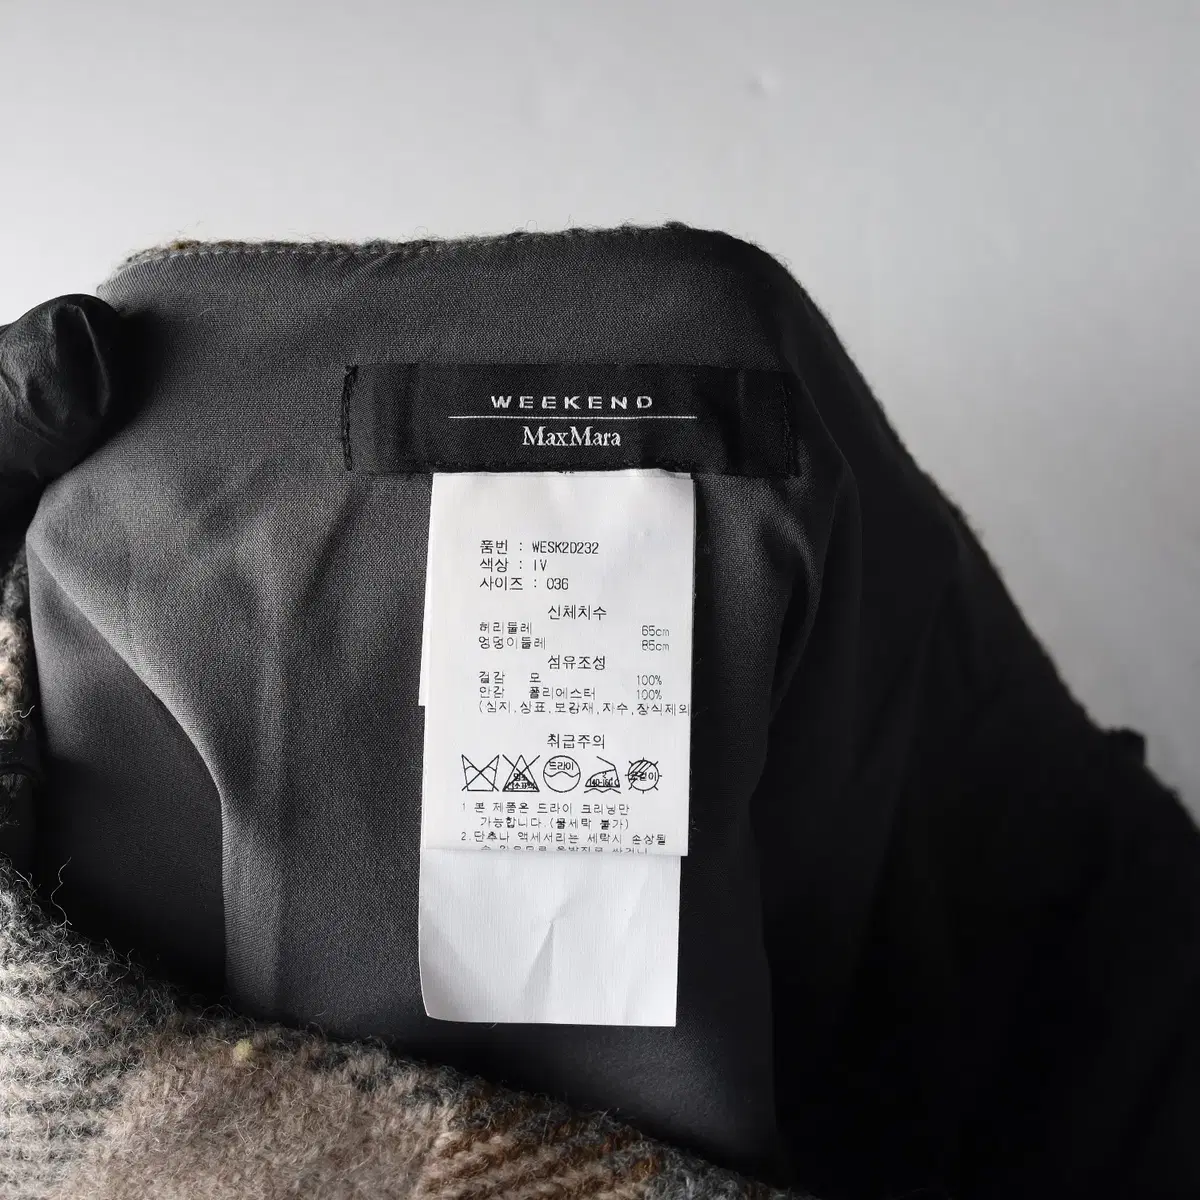 WEEKEND
MaxMara
품번 : WESK2D232
색상 : IV
사이즈 : 036
신체치수
허리둘레 65cm
엉덩이둘레 85cm
섬유조성
겉감 모 100%
안감 폴리에스터 100%
(심지,상표,보강재,자수,장식제외
취급주의
드라이
1 본 제품은 드라이 크리닝만
가능합니다.(물세탁 불가)
2.단추나 액세서리는 세탁시 손상될